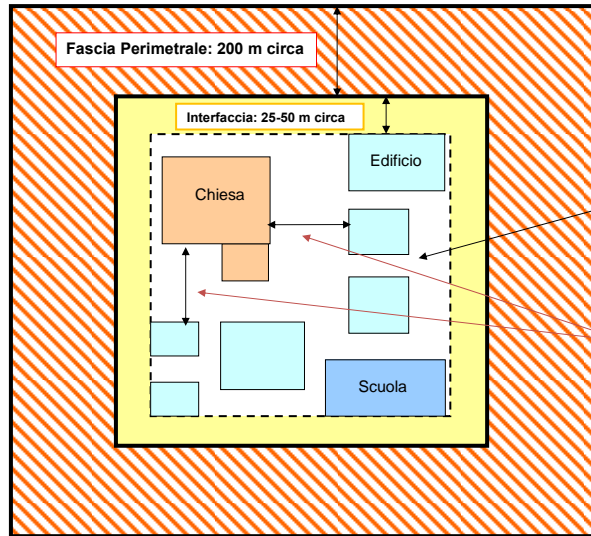 Fascia Perimetrale: 200 m circa
Interfaccia: 25-50 m circa
Edificio
Chiesa
Scuola